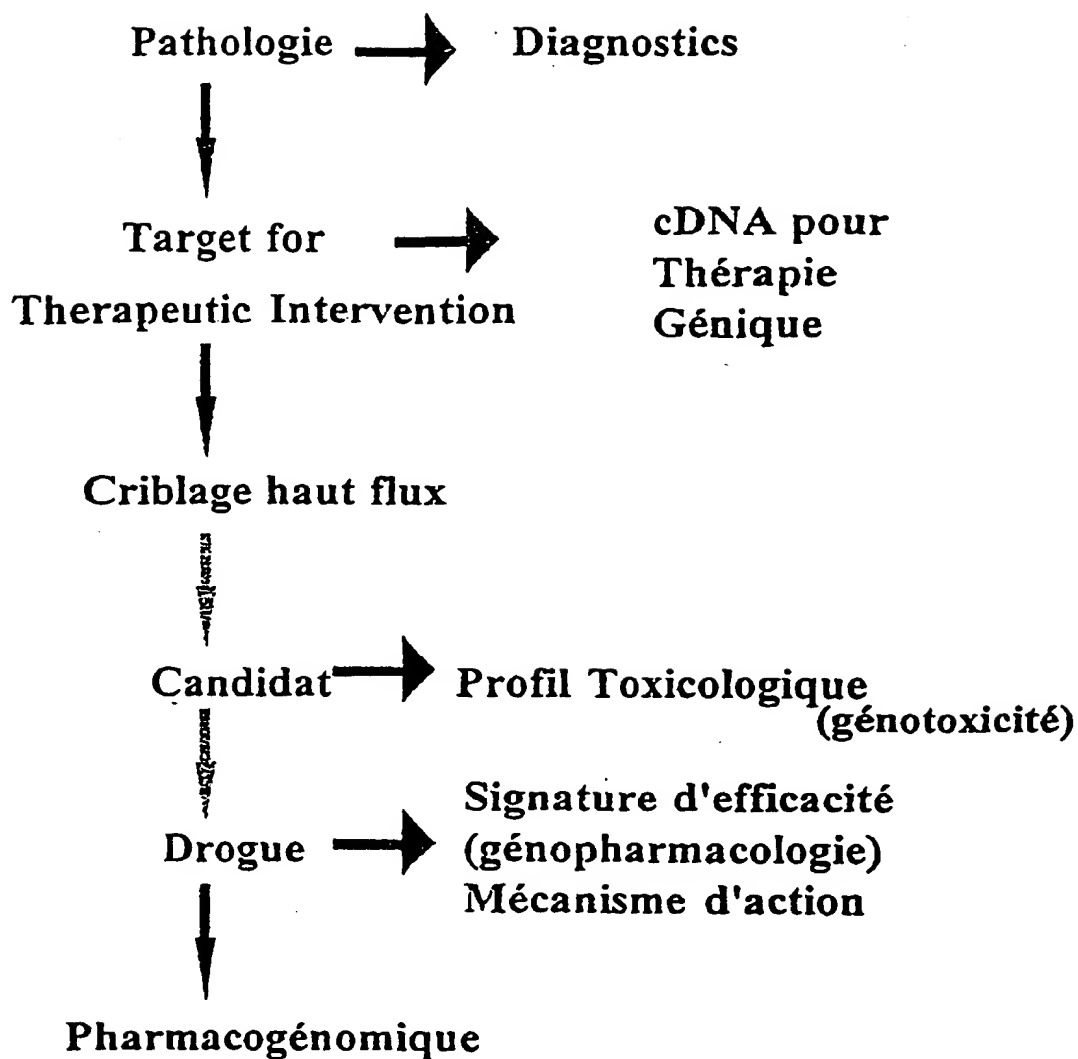 Pathologie
Diagnostics
Target for
Therapeutic Intervention
cDNA pour
Thérapie
Génique
Criblage haut flux
Candidat
Profil Toxicologique
(génotoxicité)
Drogue
Signature d'efficacité
(génopharmacologie)
Mécanisme d'action
Pharmacogénomique